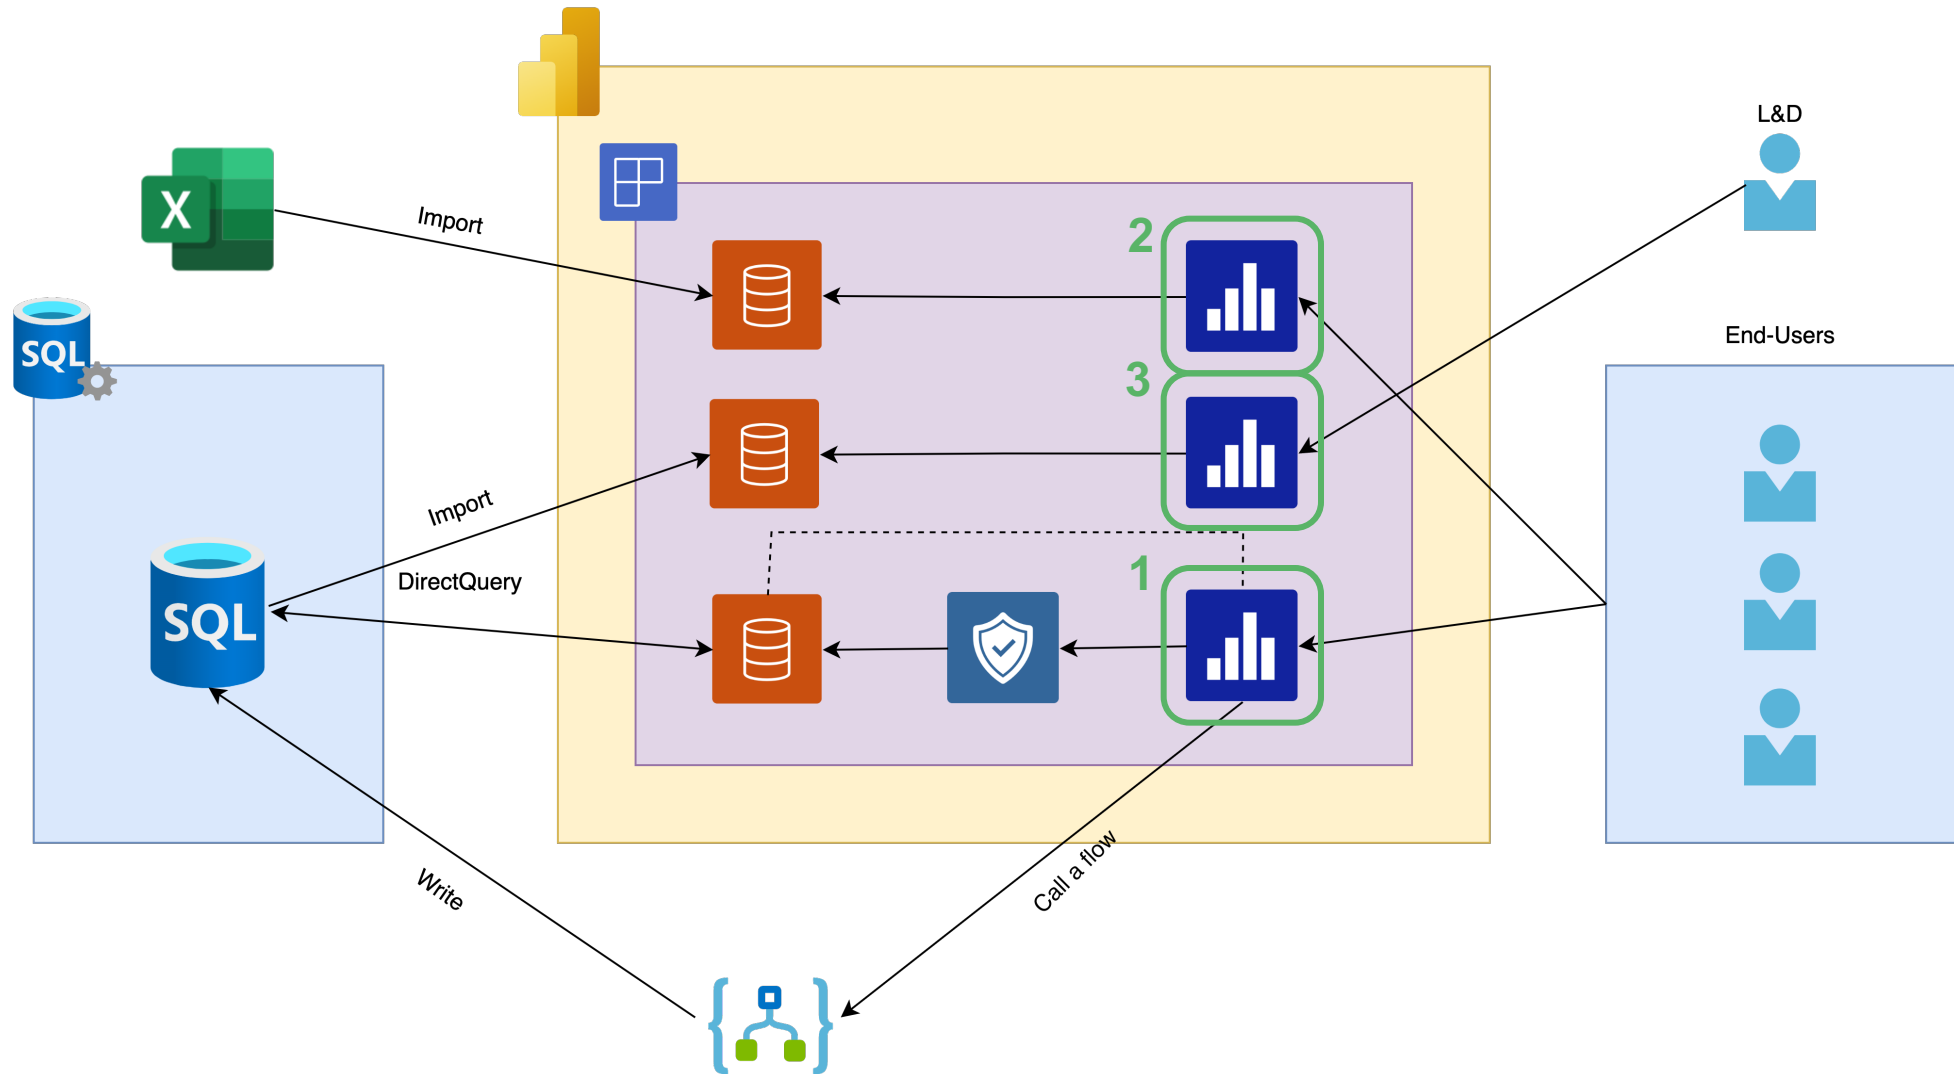 L&D
X
Import
2
SQL
End-Users
3
Import
DirectQuery
1
SQL
Call a flow
Write